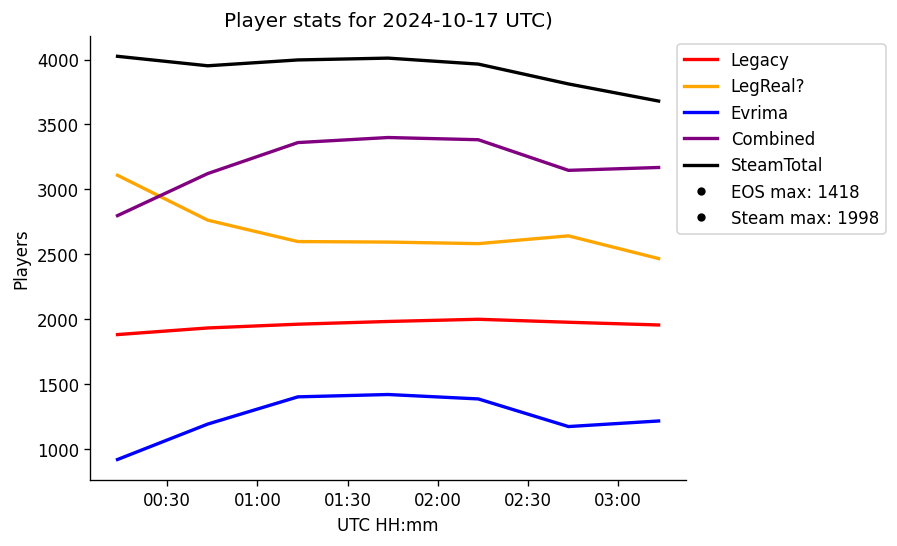 Player stats for 2024-10-17 UTC)
Legacy
LegReal?
Evrima
Combined
SteamTotal
EOS max: 1418
Steam max: 1998
Players
4000
3500
3000
2500
2000
1500
1000
00:30 01:00 01:30 02:00 02:30 03:00
UTC HH:mm